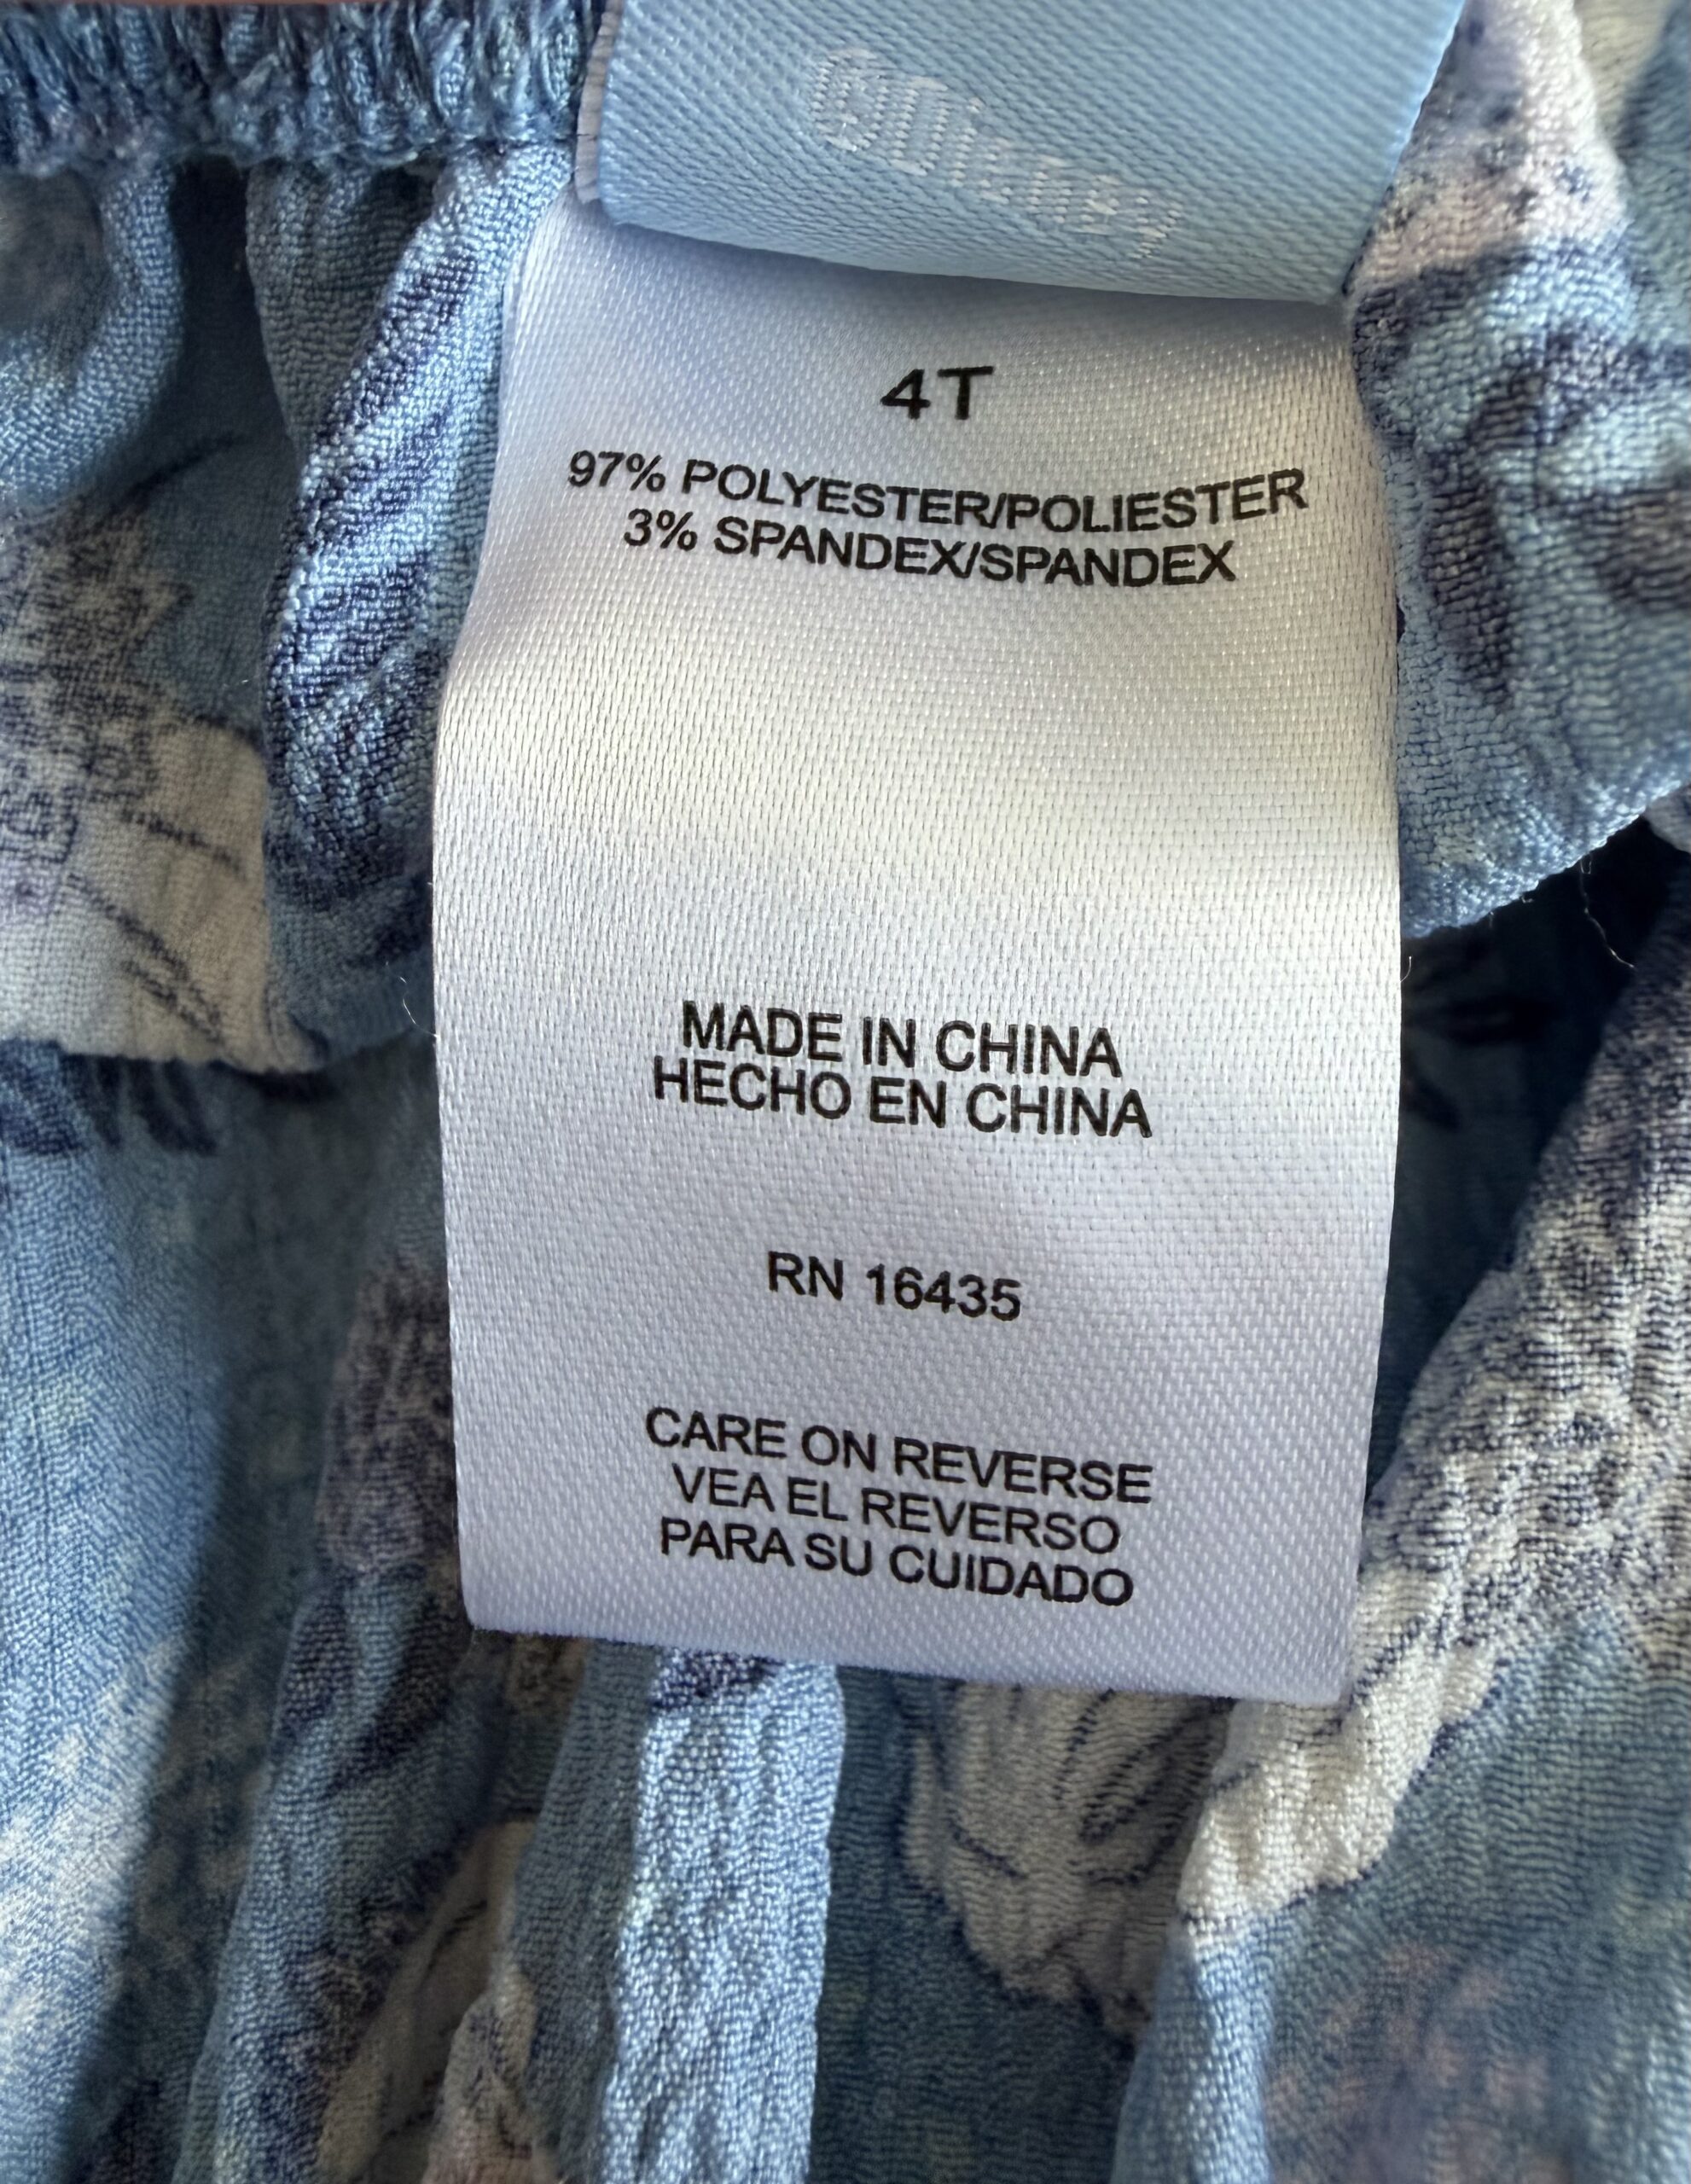 ©Disney
4T
97% POLYESTER/POLIESTER
3% SPANDEX/SPANDEX
MADE IN CHINA
HECHO EN CHINA
RN 16435
CARE ON REVERSE
VEA EL REVERSO
PARA SU CUIDADO